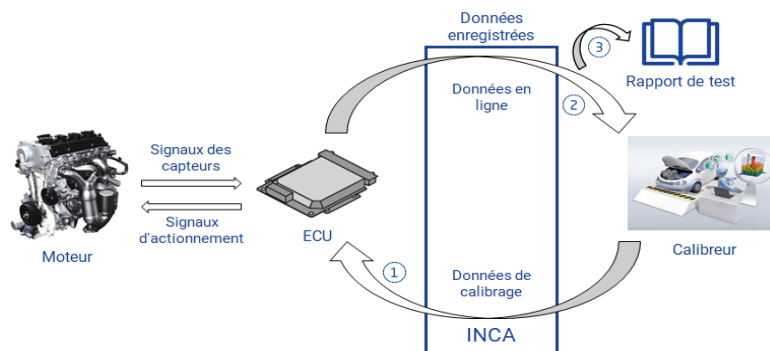 Données
enregistrées
3
Rapport de test
Données en
ligne
2
Signaux des
capteurs
Signaux
d'actionnement
Moteur
ECU
1
Données de
calibrage
Calibreur
INCA